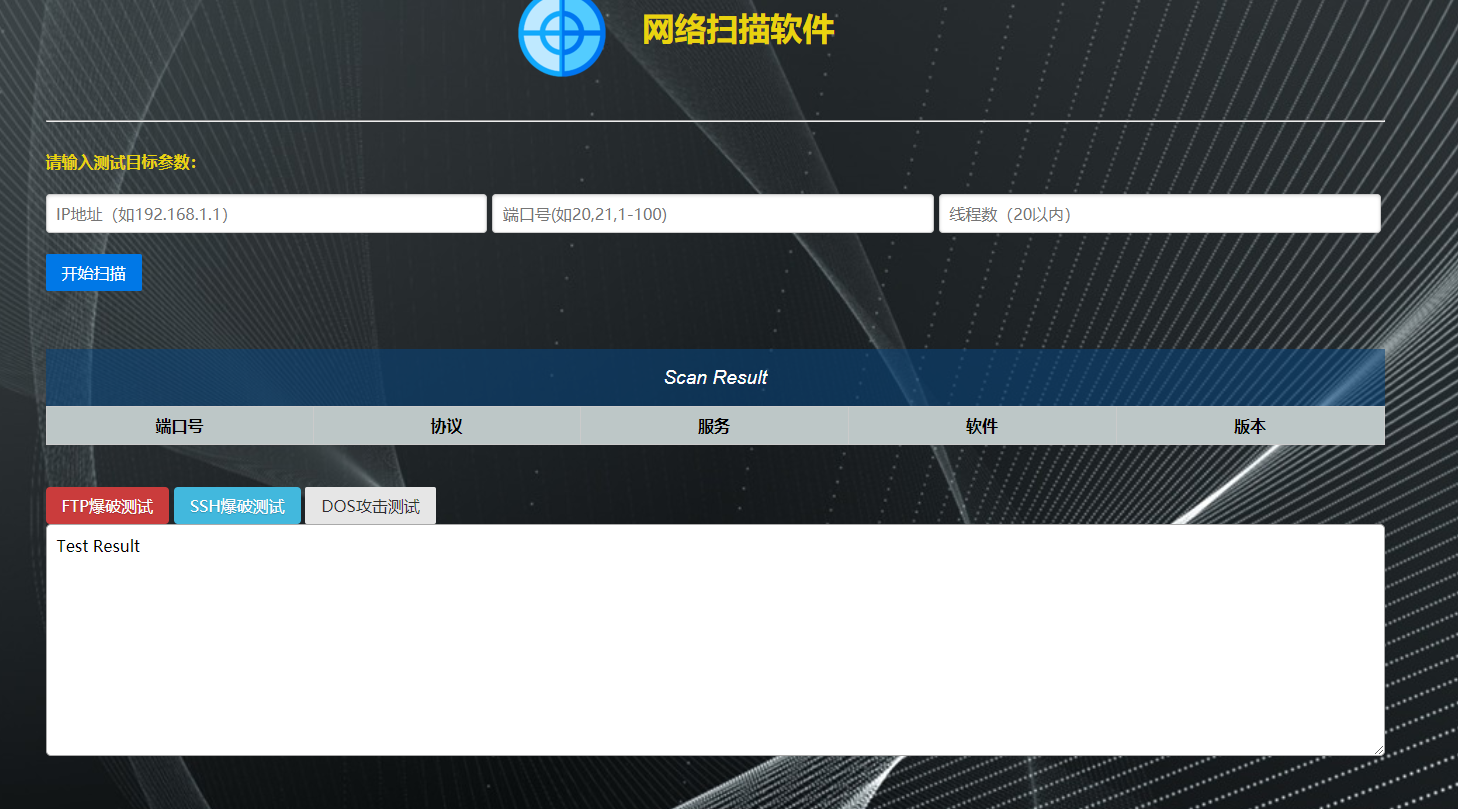 网络扫描软件
请输入测试目标参数：
IP地址（如192.168.1.1） 端口号(如20,21,1-100) 线程数（20以内）
开始扫描
Scan Result
端口号 协议 服务 软件 版本
FTP爆破测试 SSH爆破测试 DOS攻击测试
Test Result